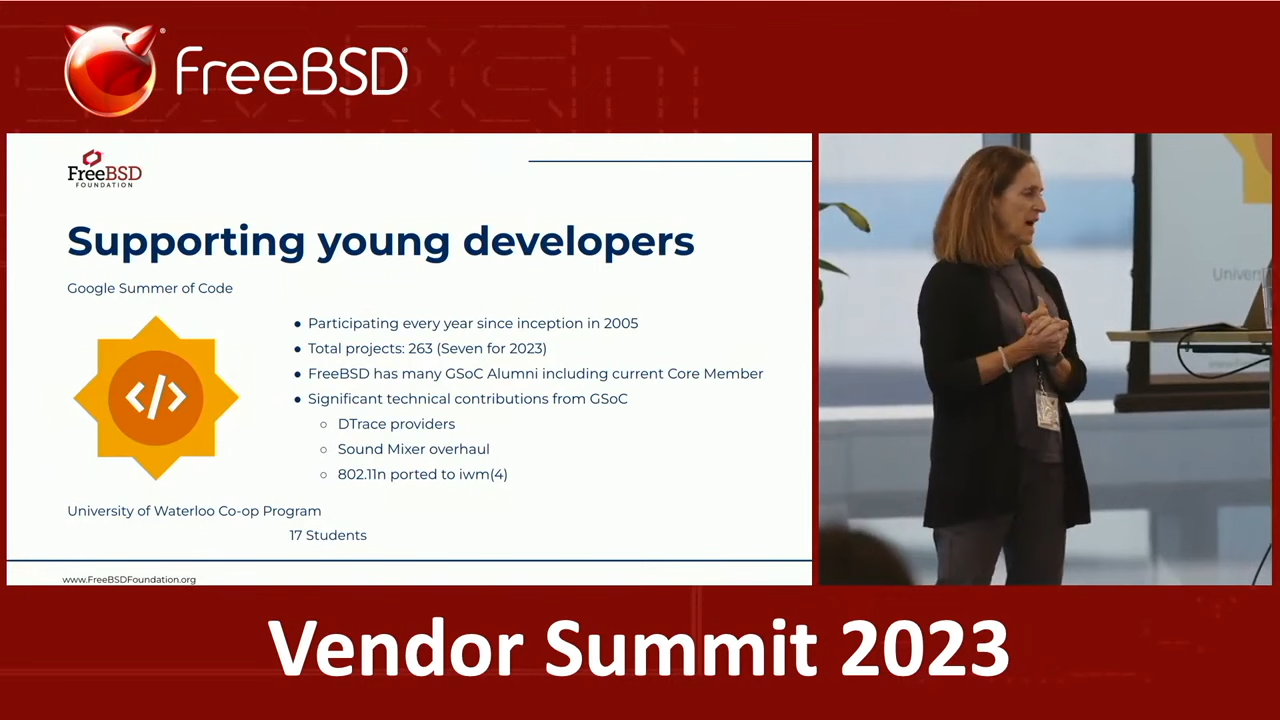 FreeBSD®
FreeBSD
FOUNDATION
Supporting young developers
Google Summer of Code
</>
● Participating every year since inception in 2005
● Total projects: 263 (Seven for 2023)
● FreeBSD has many GSoC Alumni including current Core Member
● Significant technical contributions from GSoC
○ DTrace providers
○ Sound Mixer overhaul
○ 802.11n ported to iwm(4)
University of Waterloo Co-op Program
17 Students
www.FreeBSDFoundation.org
Vendor Summit 2023